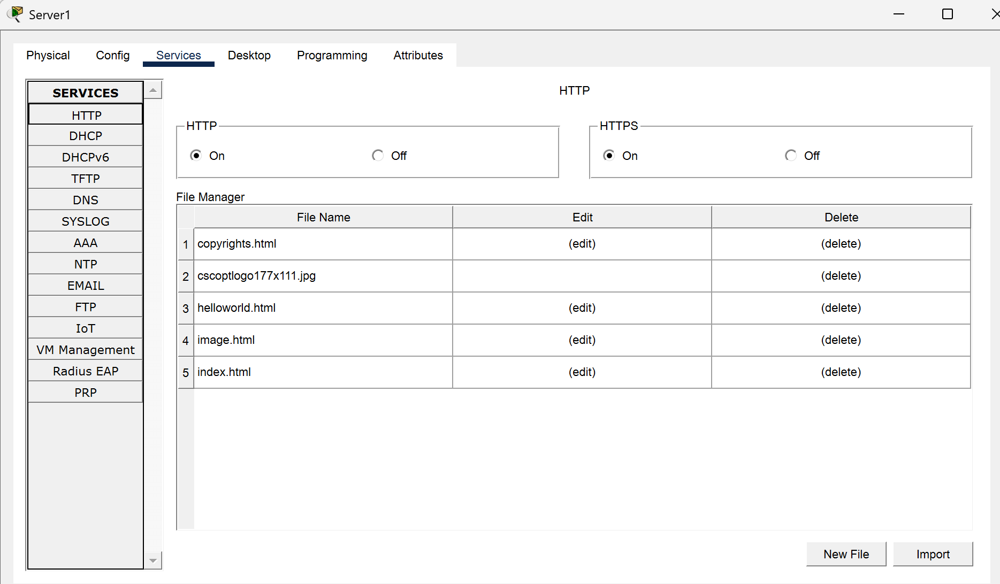 Server1
Physical Config Services Desktop Programming Attributes
SERVICES
HTTP
DHCP
DHCPv6
TFTP
DNS
SYSLOG
AAA
NTP
EMAIL
FTP
IoT
VM Management
Radius EAP
PRP
HTTP
HTTP
On Off
HTTPS
On Off
File Manager
File Name Edit Delete
1 copyrights.html (edit) (delete)
2 cscoptlogo177x111.jpg (delete)
3 helloworld.html (edit) (delete)
4 image.html (edit) (delete)
5 index.html (edit) (delete)
New File Import